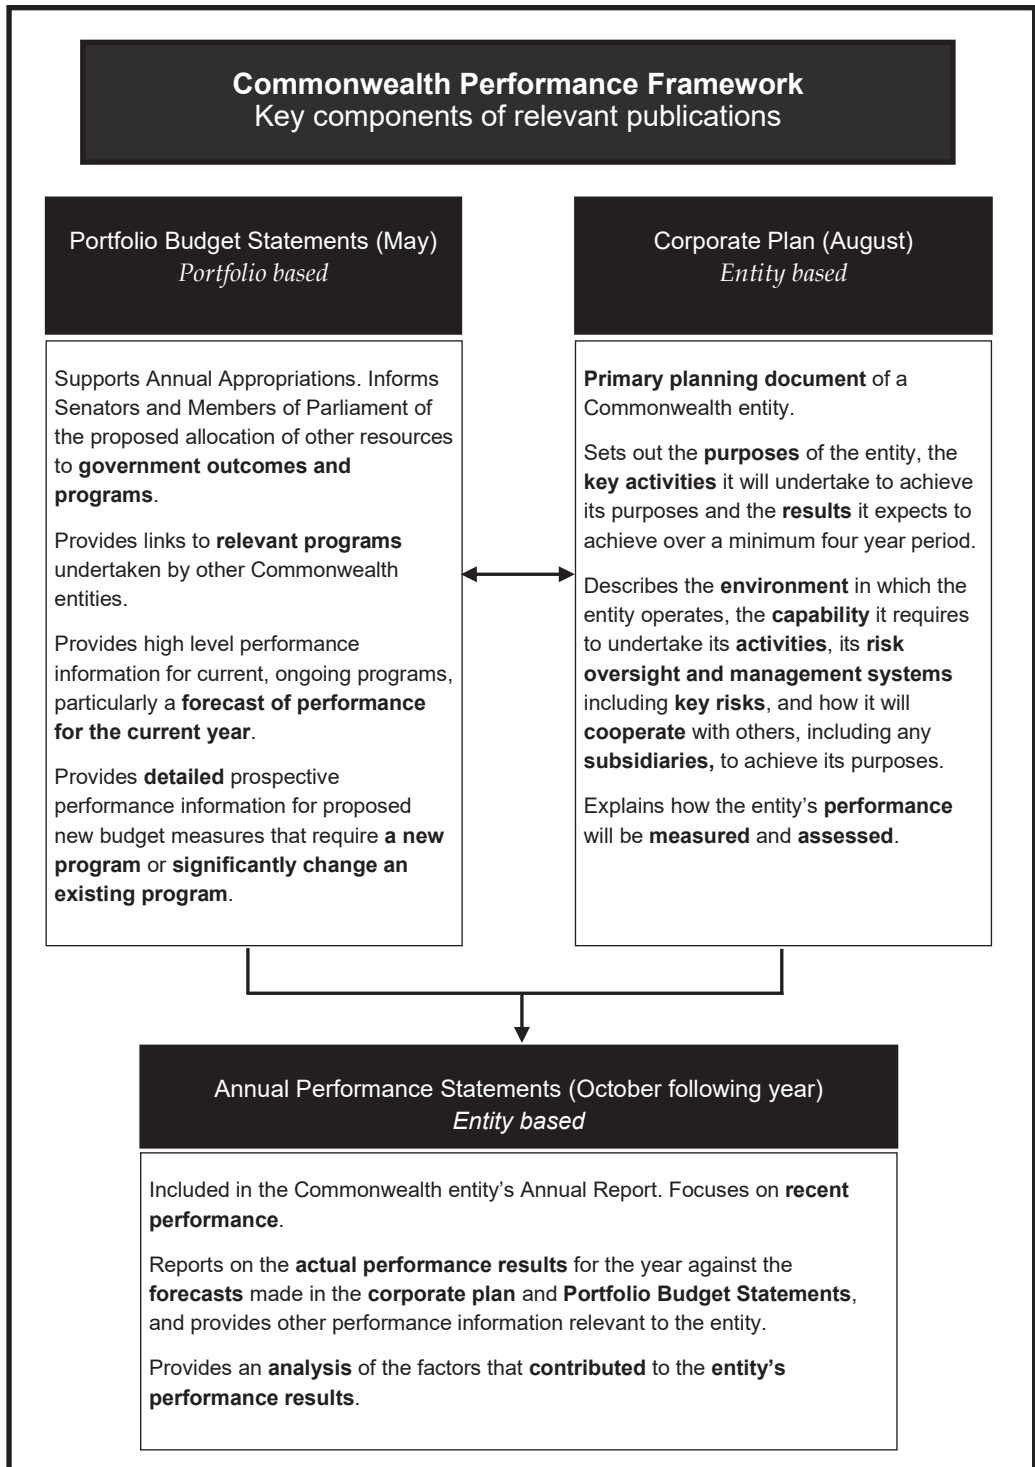 Commonwealth Performance Framework
Key components of relevant publications
Portfolio Budget Statements (May)
Portfolio based
Supports Annual Appropriations. Informs
Senators and Members of Parliament of
the proposed allocation of other resources
to government outcomes and
programs.
Provides links to relevant programs
undertaken by other Commonwealth
entities.
Provides high level performance
information for current, ongoing programs,
particularly a forecast of performance
for the current year.
Provides detailed prospective
performance information for proposed
new budget measures that require a new
program or significantly change an
existing program.
Corporate Plan (August)
Entity based
Primary planning document of a
Commonwealth entity.
Sets out the purposes of the entity, the
key activities it will undertake to achieve
its purposes and the results it expects to
achieve over a minimum four year period.
Describes the environment in which the
entity operates, the capability it requires
to undertake its activities, its risk
oversight and management systems
including key risks, and how it will
cooperate with others, including any
subsidiaries, to achieve its purposes.
Explains how the entity’s performance
will be measured and assessed.
Annual Performance Statements (October following year)
Entity based
Included in the Commonwealth entity’s Annual Report. Focuses on recent
performance.
Reports on the actual performance results for the year against the
forecasts made in the corporate plan and Portfolio Budget Statements,
and provides other performance information relevant to the entity.
Provides an analysis of the factors that contributed to the entity’s
performance results.